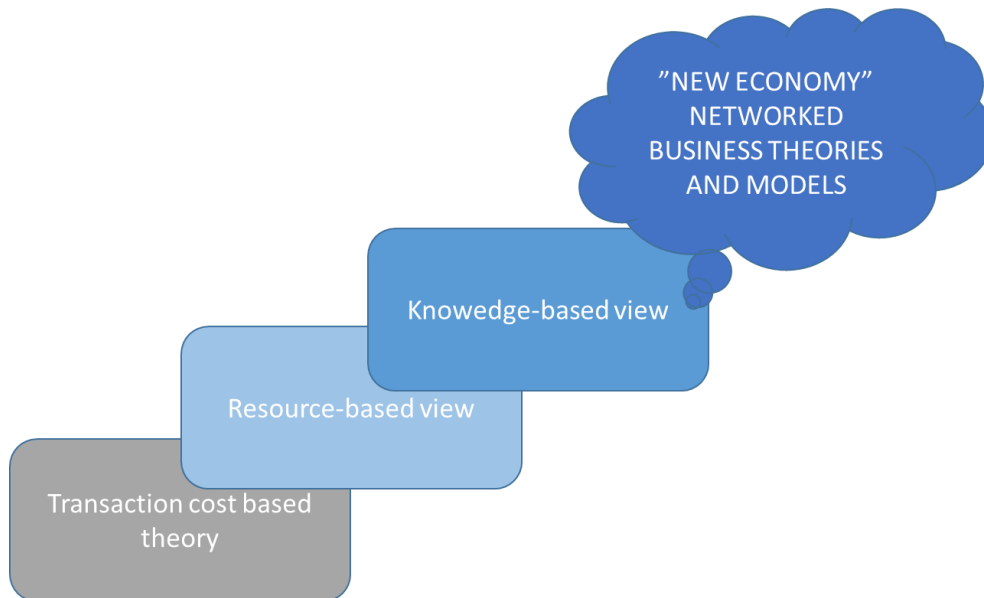 ”NEW ECONOMY”
NETWORKED
BUSINESS THEORIES
AND MODELS
Knowedge-based view
Resource-based view
Transaction cost based
theory